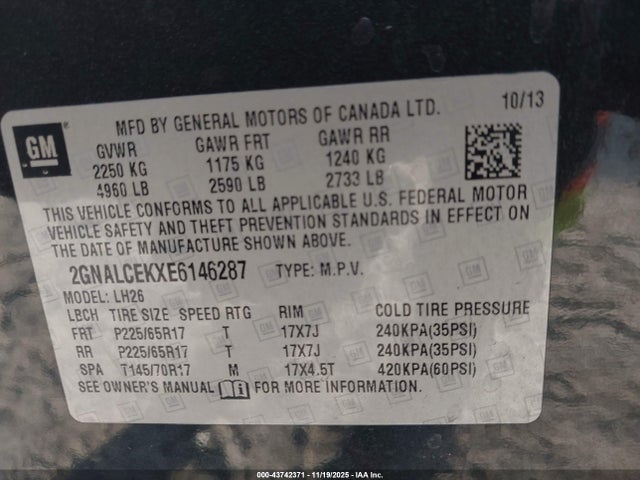 MFD BY GENERAL MOTORS OF CANADA LTD. 10/13
GM
GVWR GAWR FRT GAWR RR
2250 KG 1175 KG 1240 KG
4960 LB 2590 LB 2733 LB
THIS VEHICLE CONFORMS TO ALL APPLICABLE U.S. FEDERAL MOTOR
VEHICLE SAFETY AND THEFT PREVENTION STANDARDS IN EFFECT ON
THE DATE OF MANUFACTURE SHOWN ABOVE.
2GNALCEKXE6146287 TYPE: M.P.V.
MODEL: LH26
LBCH TIRE SIZE SPEED RTG RIM COLD TIRE PRESSURE
FRT P225/65R17 T 17X7J 240KPA(35PSI)
RR P225/65R17 T 17X7J 240KPA(35PSI)
SPA T145/70R17 M 17X4.5T 420KPA(60PSI)
SEE OWNER'S MANUAL FOR MORE INFORMATION.
000-43742371 - 11/19/2025 - IAA Inc.